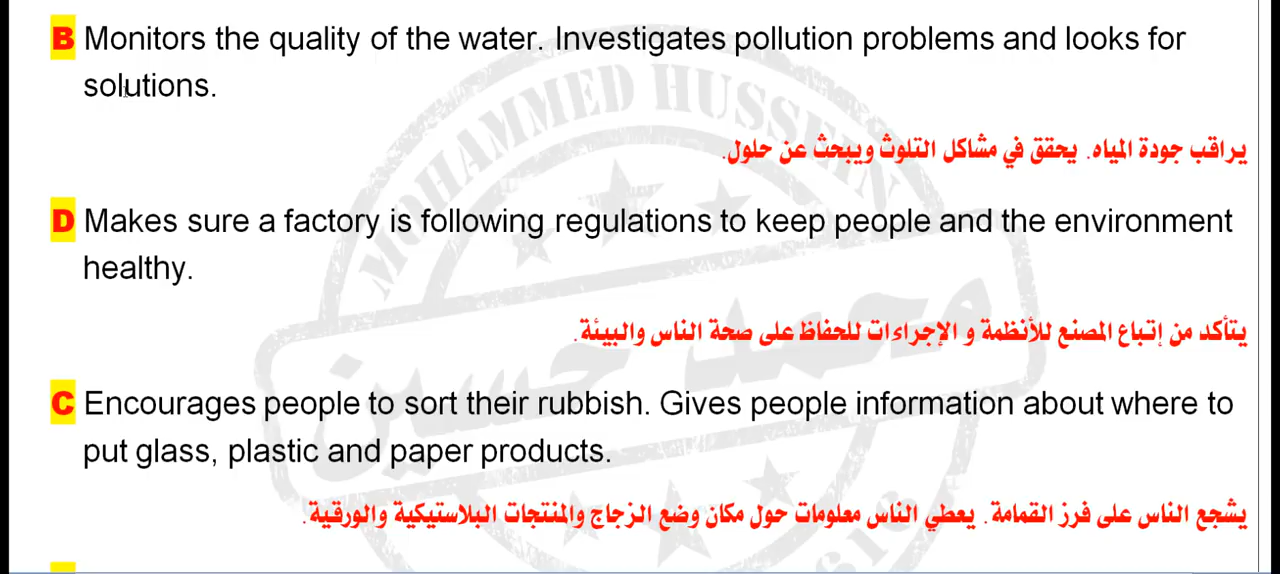 B Monitors the quality of the water. Investigates pollution problems and looks for
solutions.
يراقب جودة المياه. يحقق في مشاكل التلوث ويبحث عن حلول.
D Makes sure a factory is following regulations to keep people and the environment
healthy.
يتأكد من إتباع المصنع للأنظمة و الإجراءات للحفاظ على صحة الناس والبيئة.
C Encourages people to sort their rubbish. Gives people information about where to
put glass, plastic and paper products.
يشجع الناس على فرز القمامة. يعطي الناس معلومات حول مكان وضع الزجاج والمنتجات البلاستيكية والورقية.
MOHAMMED HUSSEIN
محمد حسين